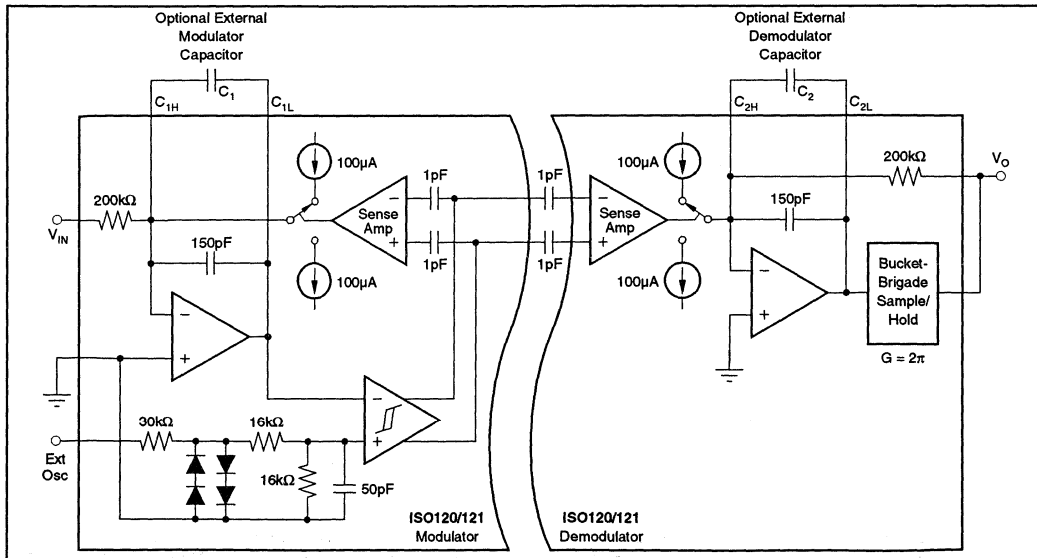 Optional External
Modulator
Capacitor
Optional External
Demodulator
Capacitor
C1H
C1
C1L
C2H
C2
C2L
200kΩ
VIN
150pF
100µA
100µA
Sense
Amp
−
+
1pF
1pF
1pF
1pF
−
+
Sense
Amp
100µA
100µA
200kΩ
VO
150pF
−
+
Bucket-
Brigade
Sample/
Hold
G = 2π
−
+
−
+
30kΩ
16kΩ
16kΩ
50pF
Ext
Osc
ISO120/121
Modulator
ISO120/121
Demodulator